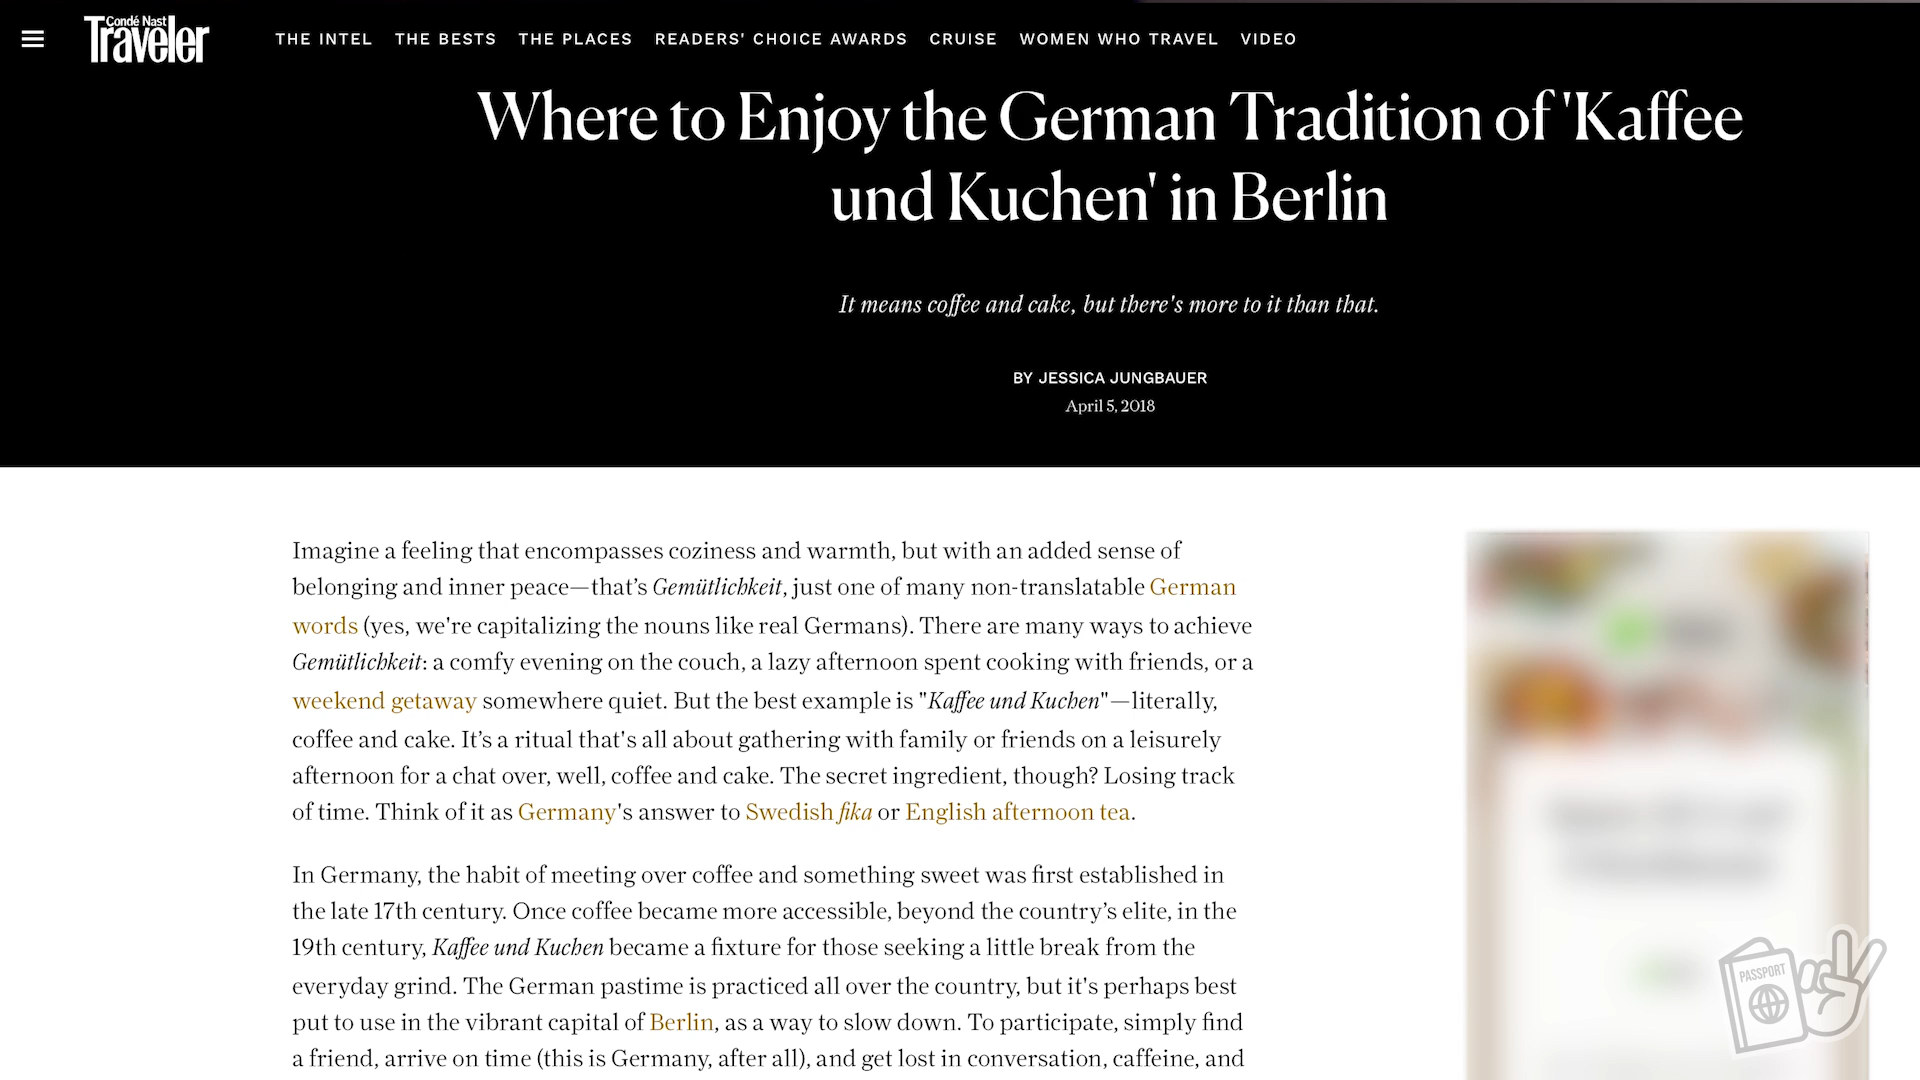 Condé Nast
Traveler
THE INTEL THE BESTS THE PLACES READERS' CHOICE AWARDS CRUISE WOMEN WHO TRAVEL VIDEO
Where to Enjoy the German Tradition of 'Kaffee
und Kuchen' in Berlin
It means coffee and cake, but there's more to it than that.
BY JESSICA JUNGBAUER
April 5, 2018
Imagine a feeling that encompasses coziness and warmth, but with an added sense of
belonging and inner peace—that’s Gemütlichkeit, just one of many non-translatable German
words (yes, we're capitalizing the nouns like real Germans). There are many ways to achieve
Gemütlichkeit: a comfy evening on the couch, a lazy afternoon spent cooking with friends, or a
weekend getaway somewhere quiet. But the best example is "Kaffee und Kuchen"—literally,
coffee and cake. It’s a ritual that's all about gathering with family or friends on a leisurely
afternoon for a chat over, well, coffee and cake. The secret ingredient, though? Losing track
of time. Think of it as Germany's answer to Swedish fika or English afternoon tea.
In Germany, the habit of meeting over coffee and something sweet was first established in
the late 17th century. Once coffee became more accessible, beyond the country’s elite, in the
19th century, Kaffee und Kuchen became a fixture for those seeking a little break from the
everyday grind. The German pastime is practiced all over the country, but it's perhaps best
put to use in the vibrant capital of Berlin, as a way to slow down. To participate, simply find
a friend, arrive on time (this is Germany, after all), and get lost in conversation, caffeine, and
PASSPORT